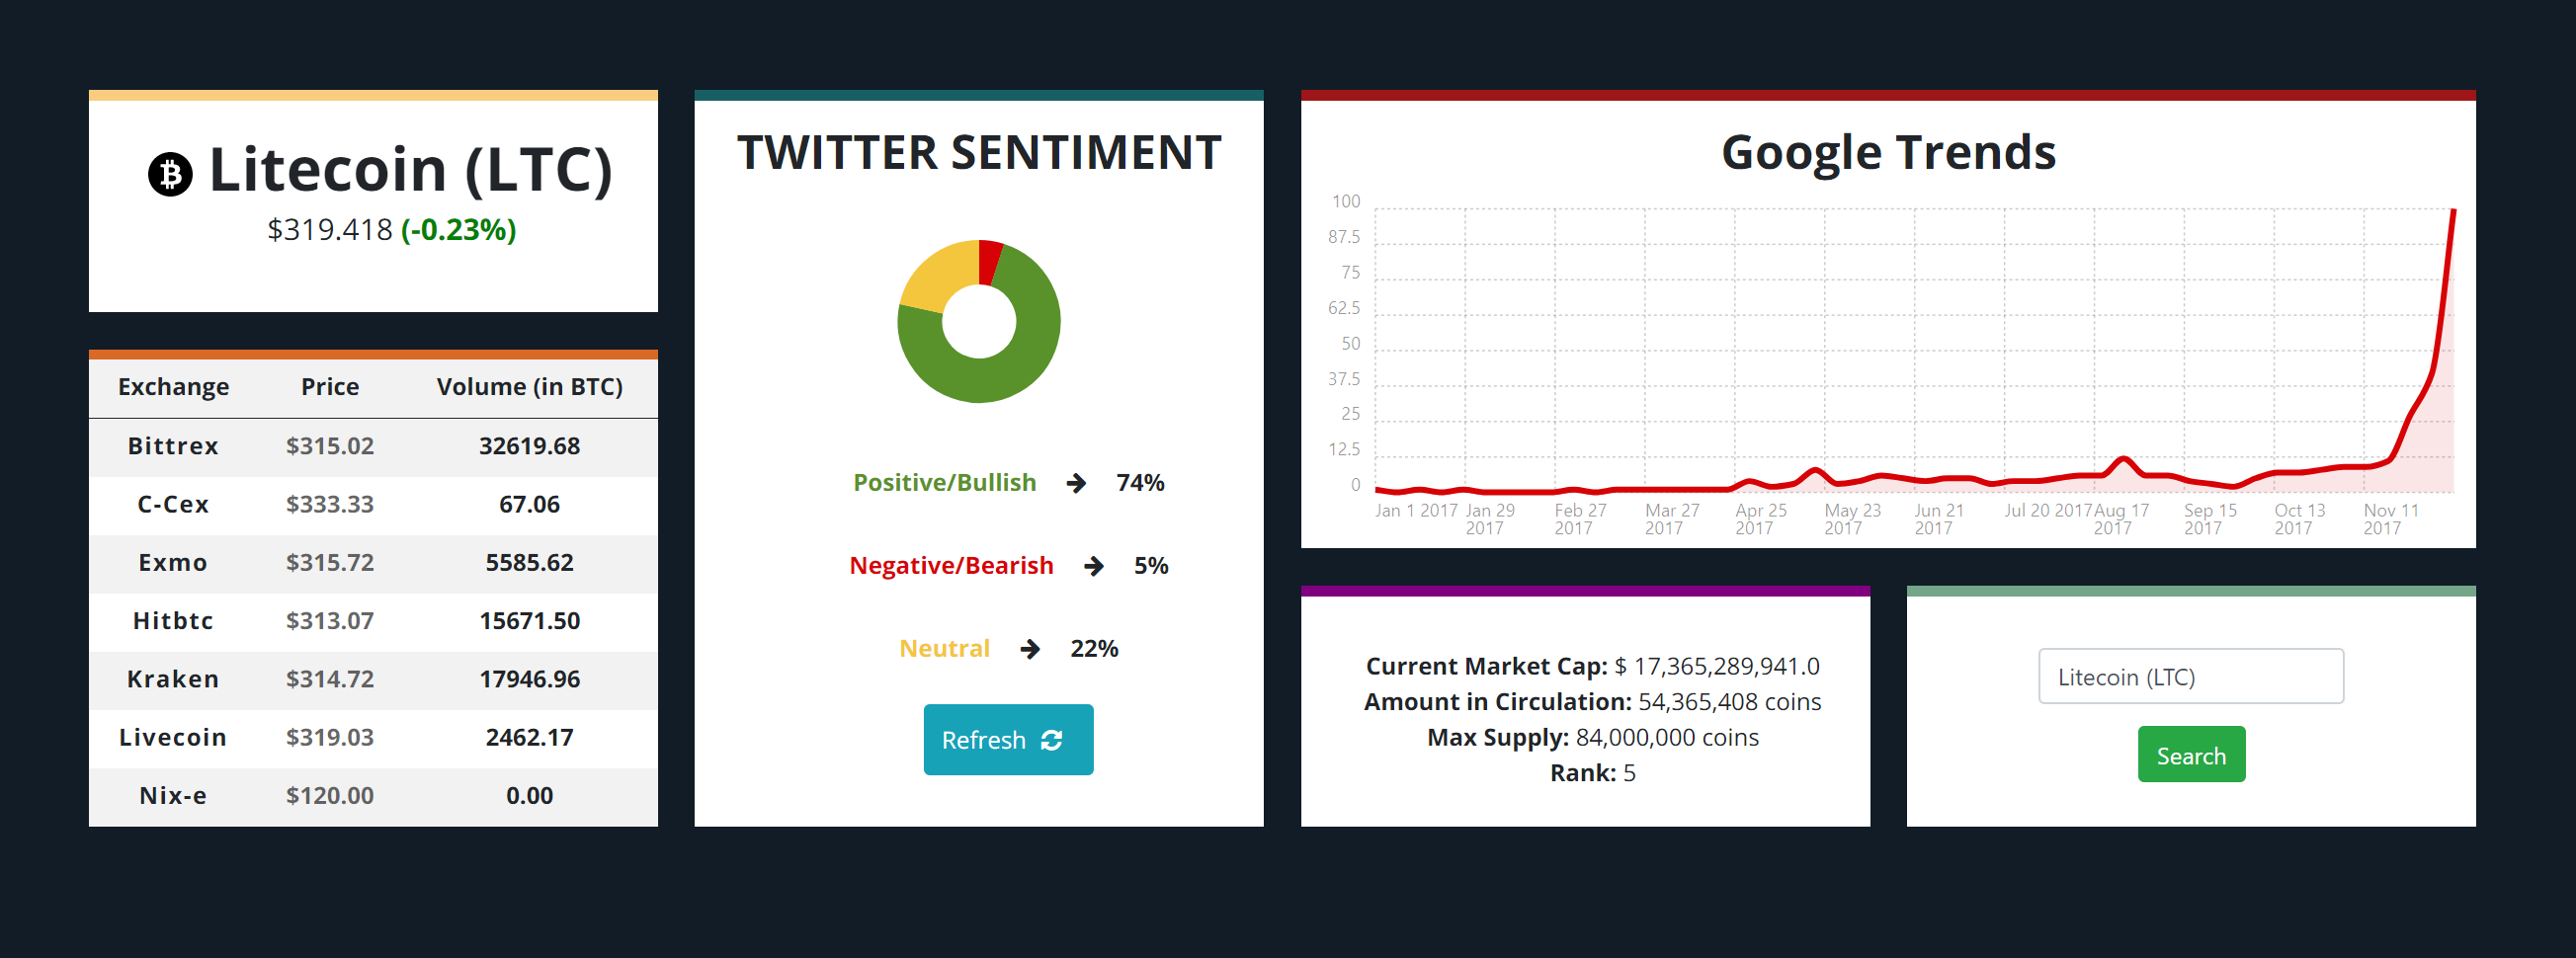 Litecoin (LTC)
$319.418 (-0.23%)
Exchange Price Volume (in BTC)
Bittrex $315.02 32619.68
C-Cex $333.33 67.06
Exmo $315.72 5585.62
Hitbtc $313.07 15671.50
Kraken $314.72 17946.96
Livecoin $319.03 2462.17
Nix-e $120.00 0.00
TWITTER SENTIMENT
Positive/Bullish 74%
Negative/Bearish 5%
Neutral 22%
Refresh
Google Trends
100
87.5
75
62.5
50
37.5
25
12.5
0
Jan 1 2017 Jan 29 Feb 27 Mar 27 Apr 25 May 23 Jun 21 Jul 20 2017 Aug 17 Sep 15 Oct 13 Nov 11
2017 2017 2017 2017 2017 2017 2017 2017 2017 2017
Current Market Cap: $ 17,365,289,941.0
Amount in Circulation: 54,365,408 coins
Max Supply: 84,000,000 coins
Rank: 5
Litecoin (LTC)
Search